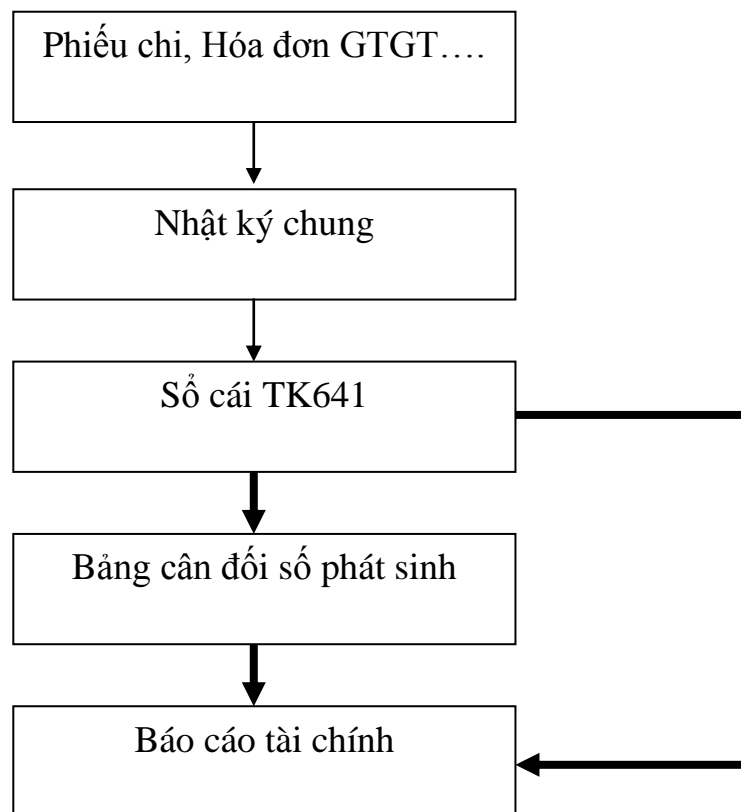 Phiếu chi, Hóa đơn GTGT….
Nhật ký chung
Sổ cái TK641
Bảng cân đối số phát sinh
Báo cáo tài chính